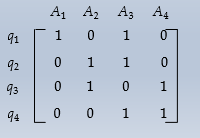 A₁ A₂ A₃ A₄
q₁ 1 0 1 0
q₂ 0 1 1 0
q₃ 0 1 0 1
q₄ 0 0 1 1